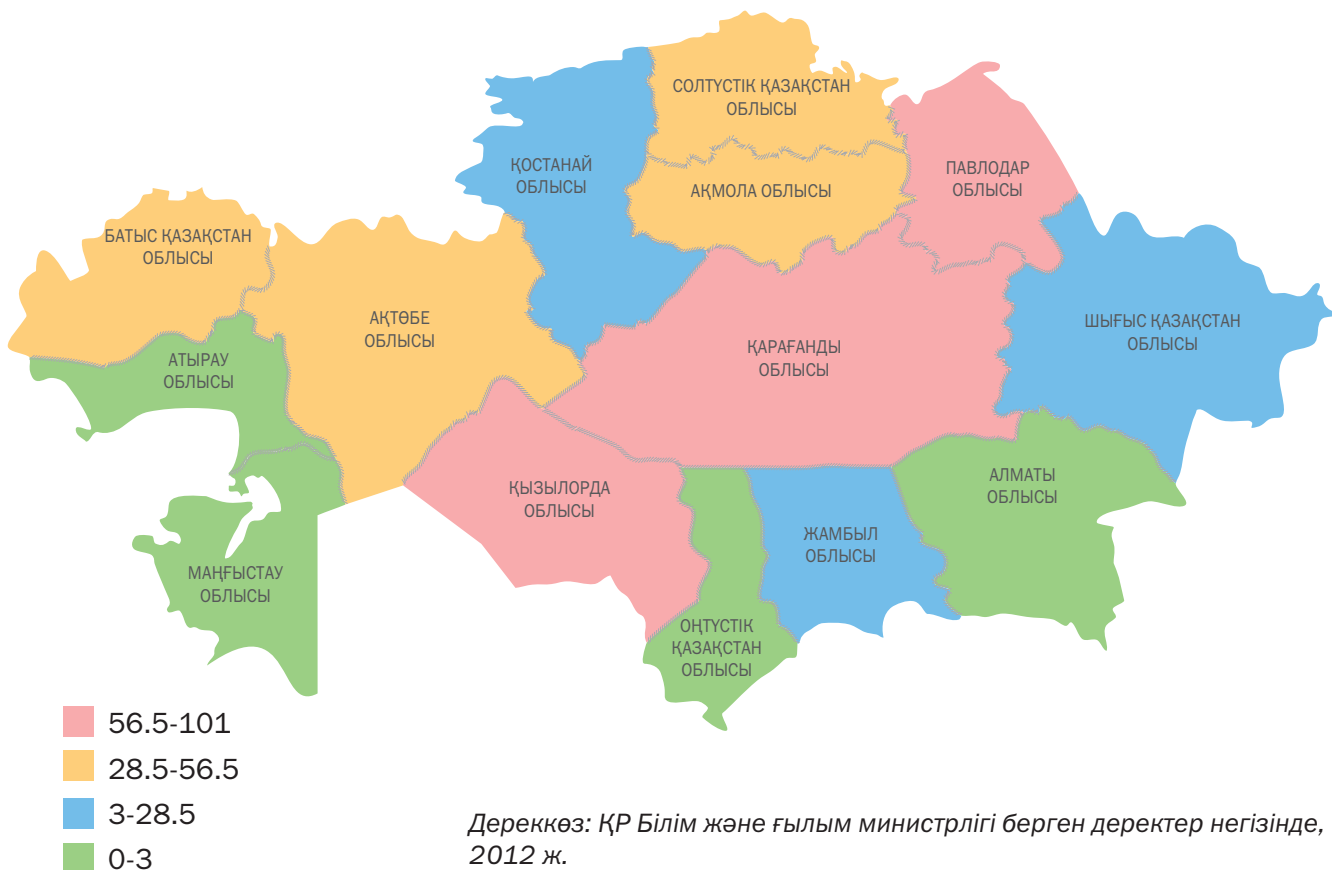 СОЛТҮСТІК ҚАЗАҚСТАН
ОБЛЫСЫ
ҚОСТАНАЙ
ОБЛЫСЫ
АҚМОЛА ОБЛЫСЫ
ПАВЛОДАР
ОБЛЫСЫ
БАТЫС ҚАЗАҚСТАН
ОБЛЫСЫ
АҚТӨБЕ
ОБЛЫСЫ
ШЫҒЫС ҚАЗАҚСТАН
ОБЛЫСЫ
АТЫРАУ
ОБЛЫСЫ
ҚАРАҒАНДЫ
ОБЛЫСЫ
АЛМАТЫ
ОБЛЫСЫ
ҚЫЗЫЛОРДА
ОБЛЫСЫ
ЖАМБЫЛ
ОБЛЫСЫ
МАҢҒЫСТАУ
ОБЛЫСЫ
ОҢТҮСТІК
ҚАЗАҚСТАН
ОБЛЫСЫ
56.5-101
28.5-56.5
3-28.5
0-3
Дереккөз: ҚР Білім және ғылым министрлігі берген деректер негізінде,
2012 ж.